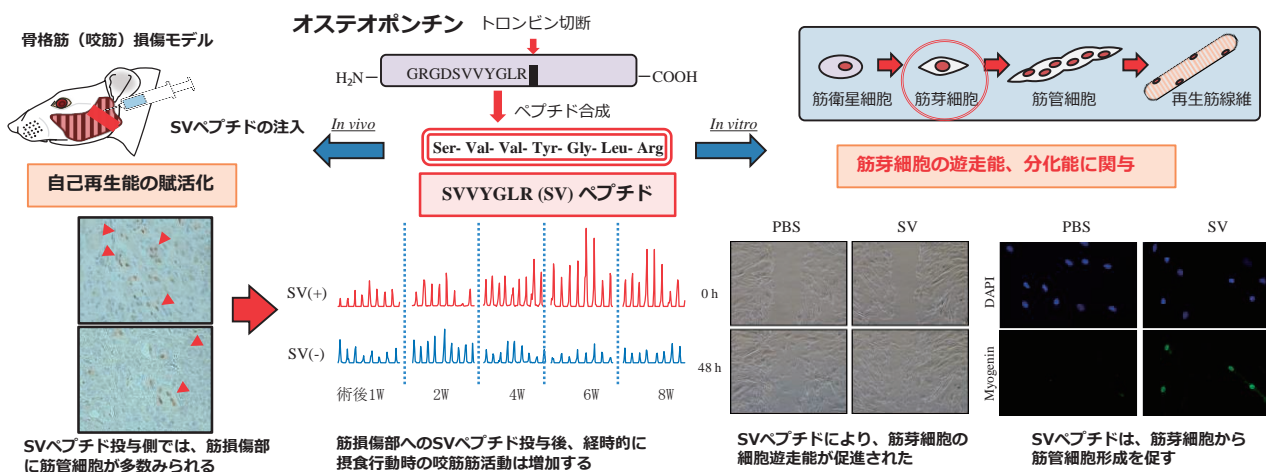 オステオポンチン
トロンビン切断
骨格筋（咬筋）損傷モデル
H₂N
GRGDSVVYGLR
COOH
ペプチド合成
SVペプチドの注入
In vivo
In vitro
Ser- Val- Val- Tyr- Gly- Leu- Arg
SVVYGLR (SV) ペプチド
自己再生能の賦活化
筋衛星細胞
筋芽細胞
筋管細胞
再生筋線維
筋芽細胞の遊走能、分化能に関与
SV(+)
SV(-)
術後1W
2W
4W
6W
8W
PBS
SV
0 h
48 h
PBS
SV
DAPI
Myogenin
SVペプチド投与側では、筋損傷部
に筋管細胞が多数みられる
筋損傷部へのSVペプチド投与後、経時的に
摂食行動時の咬筋筋活動は増加する
SVペプチドにより、筋芽細胞の
細胞遊走能が促進された
SVペプチドは、筋芽細胞から
筋管細胞形成を促す